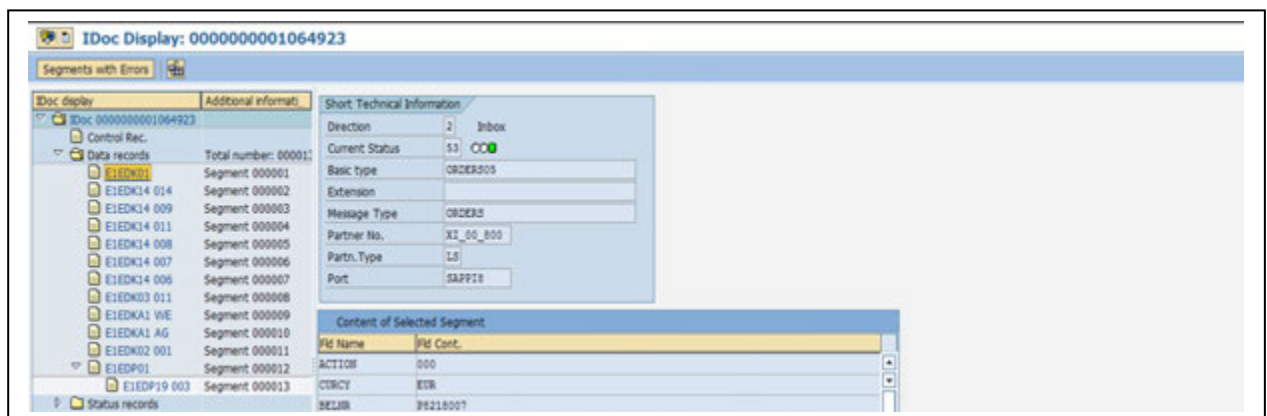 IDoc Display: 0000000001064923
Segments with Errors
IDoc display Additional informati_
IDoc 0000000001064923
Control Rec.
Data records Total number: 00001
E1EDK01 Segment 000001
E1EDK14 014 Segment 000002
E1EDK14 009 Segment 000003
E1EDK14 011 Segment 000004
E1EDK14 008 Segment 000005
E1EDK14 007 Segment 000006
E1EDK14 006 Segment 000007
E1EDK03 011 Segment 000008
E1EDKA1 WE Segment 000009
E1EDKA1 AG Segment 000010
E1EDK02 001 Segment 000011
E1EDP01 Segment 000012
E1EDP19 003 Segment 000013
Status records
Short Technical Information
Direction 2 Inbox
Current Status 53
Basic type ORDERS05
Extension
Message Type ORDERS
Partner No. XI_00_800
Partn.Type LS
Port
Content of Selected Segment
Fld Name Fld Cont.
ACTION 000
CURCY EUR
BELNR